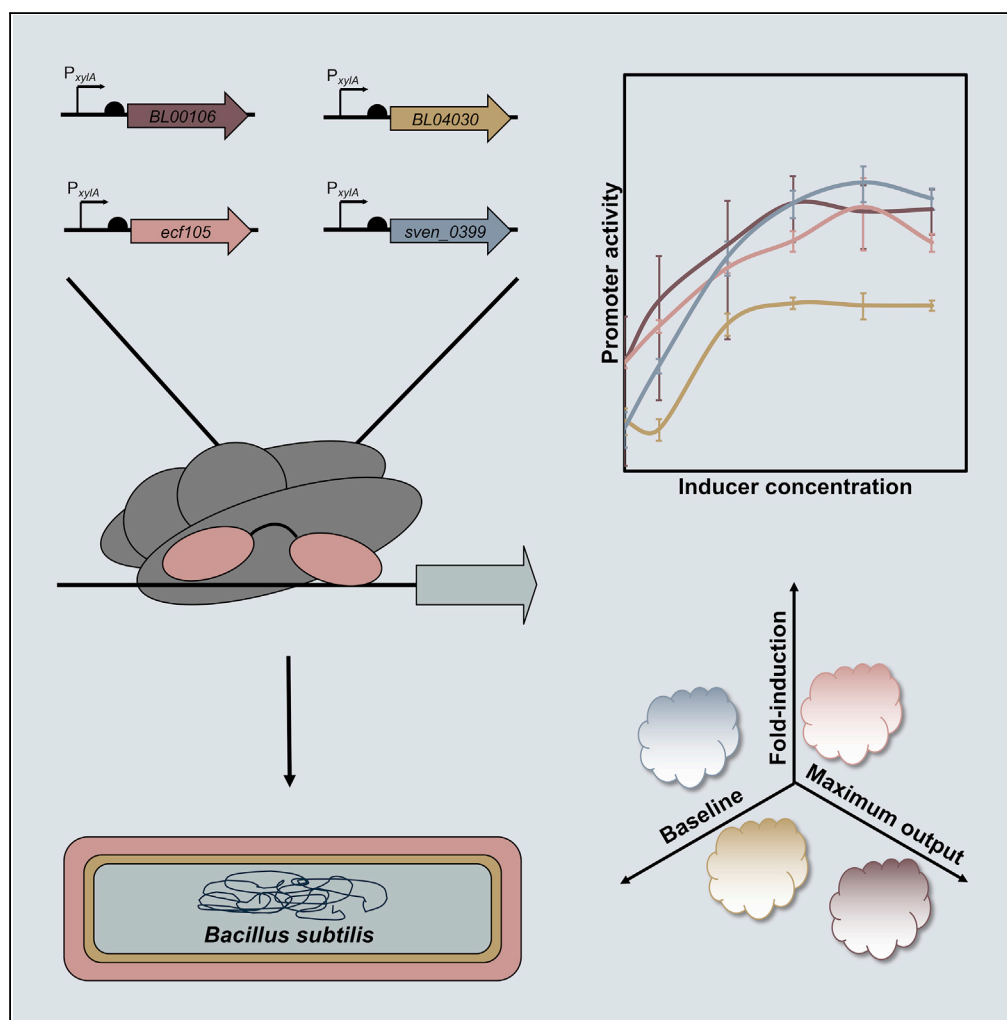 PxylA
BL00106
PxylA
BL04030
PxylA
ecf105
PxylA
sven_0399
Promoter activity
Inducer concentration
Fold-induction
Baseline
Maximum output
Bacillus subtilis